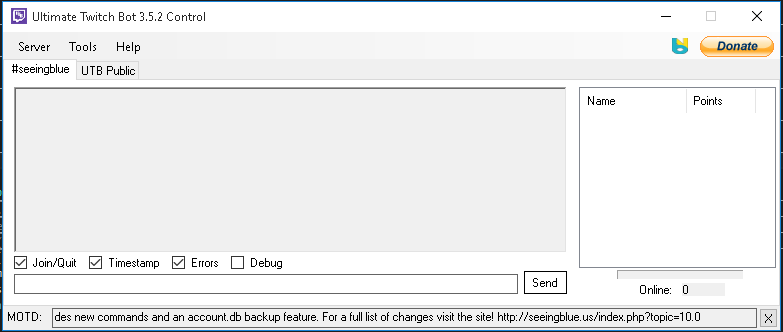 Ultimate Twitch Bot 3.5.2 Control
Server Tools Help Donate
#seeingblue UTB Public
Name Points
Join/Quit Timestamp Errors Debug
Send
Online: 0
MOTD: des new commands and an account.db backup feature. For a full list of changes visit the site! http://seeingblue.us/index.php?topic=10.0 X